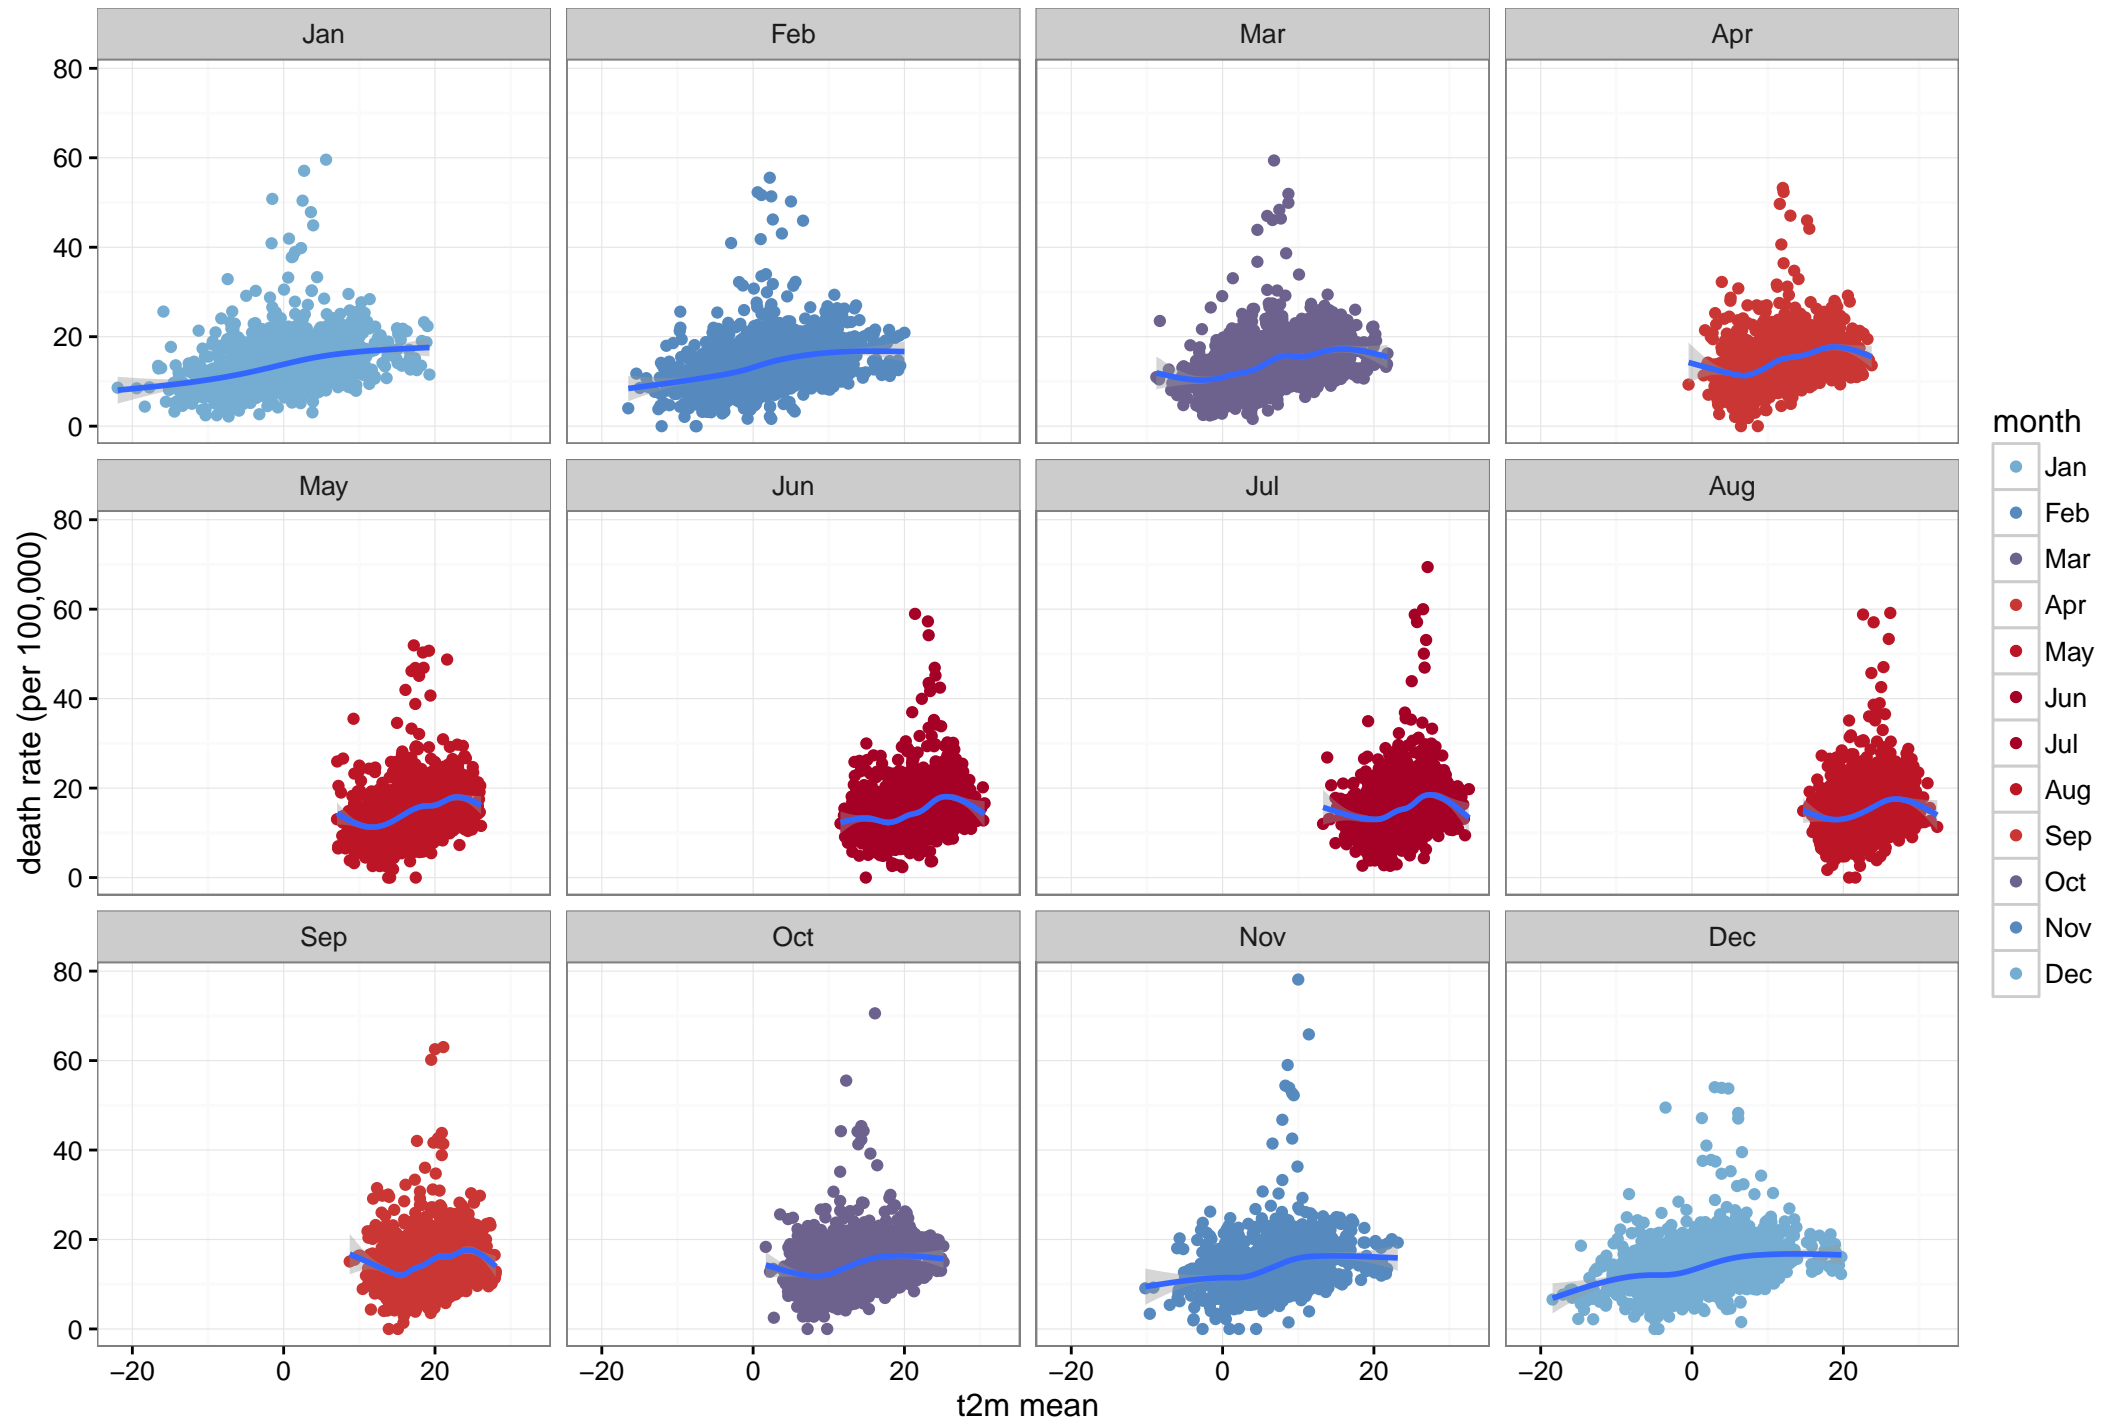 Jan Feb Mar Apr
80
60
40
20
0
May Jun Jul Aug
80
60
40
20
0
Sep Oct Nov Dec
80
60
40
20
0
−20 0 20 −20 0 20 −20 0 20 −20 0 20
t2m mean
death rate (per 100,000)
month
Jan
Feb
Mar
Apr
May
Jun
Jul
Aug
Sep
Oct
Nov
Dec